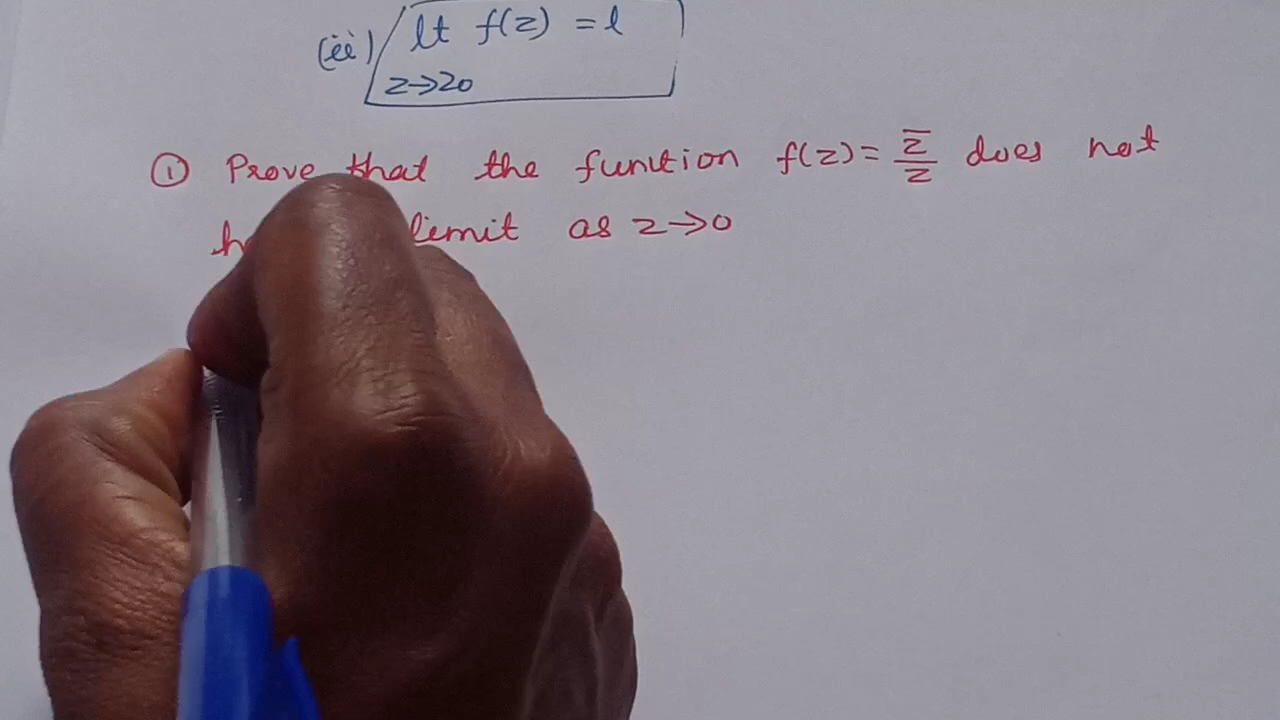 (ii) lt f(z) = l
z→z0
① Prove that the function f(z) = z̅/z does not
limit as z→0